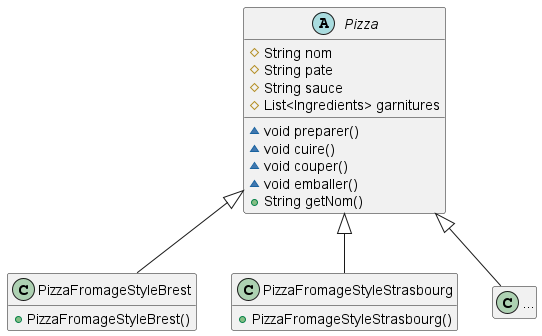 A Pizza
String nom
String pate
String sauce
List<Ingredients> garnitures
void preparer()
void cuire()
void couper()
void emballer()
String getNom()
C PizzaFromageStyleBrest
PizzaFromageStyleBrest()
C PizzaFromageStyleStrasbourg
PizzaFromageStyleStrasbourg()
C ...